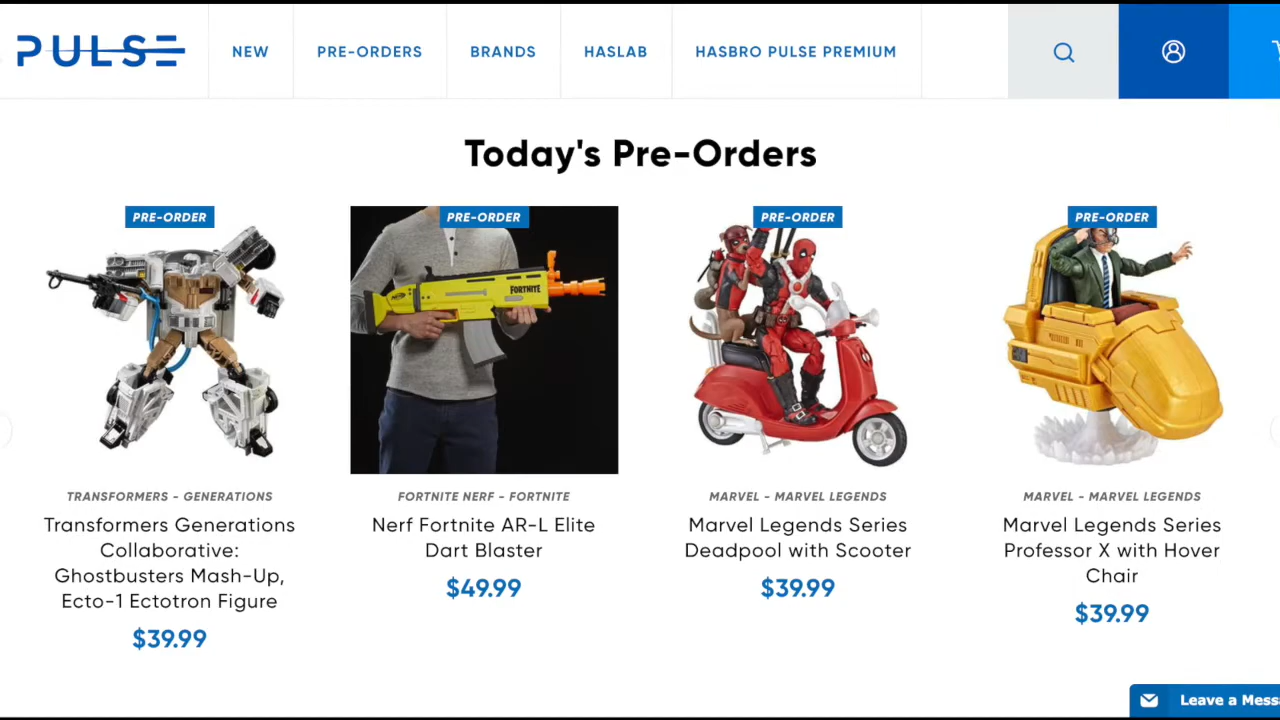 PULSE
NEW
PRE-ORDERS
BRANDS
HASLAB
HASBRO PULSE PREMIUM
Today's Pre-Orders
PRE-ORDER
PRE-ORDER
PRE-ORDER
PRE-ORDER
NERF
FORTNITE
TRANSFORMERS - GENERATIONS
Transformers Generations
Collaborative:
Ghostbusters Mash-Up,
Ecto-1 Ectotron Figure
$39.99
FORTNITE NERF - FORTNITE
Nerf Fortnite AR-L Elite
Dart Blaster
$49.99
MARVEL - MARVEL LEGENDS
Marvel Legends Series
Deadpool with Scooter
$39.99
MARVEL - MARVEL LEGENDS
Marvel Legends Series
Professor X with Hover
Chair
$39.99
Leave a Mess